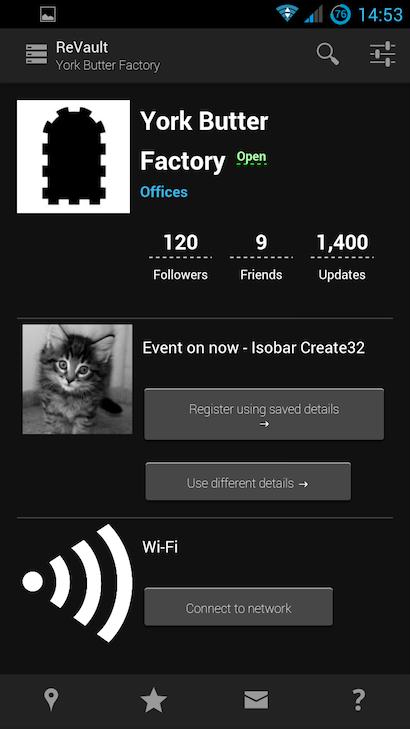 76 14:53
ReVault
York Butter Factory
York Butter
Factory Open
Offices
120 9 1,400
Followers Friends Updates
Event on now - Isobar Create32
Register using saved details
→
Use different details →
Wi-Fi
Connect to network
?